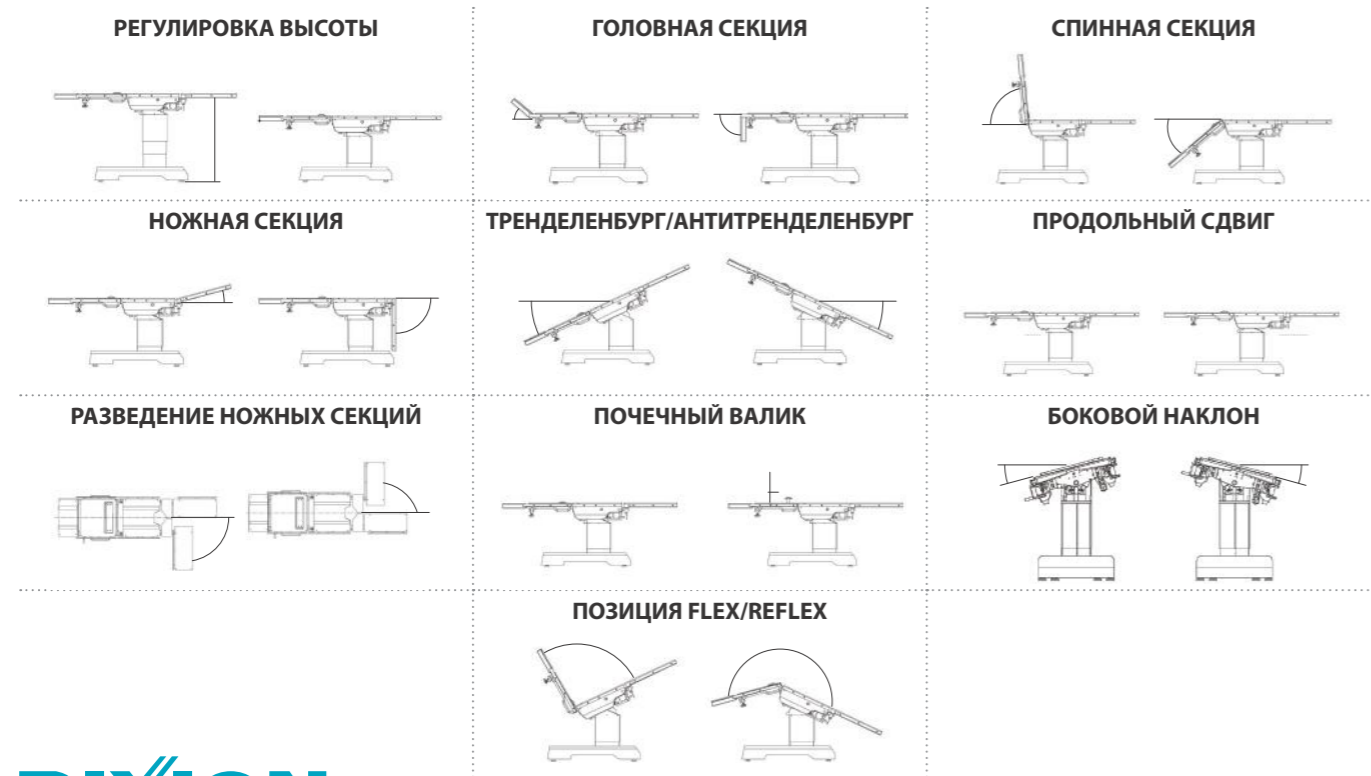 РЕГУЛИРОВКА ВЫСОТЫ
ГОЛОВНАЯ СЕКЦИЯ
СПИННАЯ СЕКЦИЯ
НОЖНАЯ СЕКЦИЯ
ТРЕНДЕЛЕНБУРГ/АНТИТРЕНДЕЛЕНБУРГ
ПРОДОЛЬНЫЙ СДВИГ
РАЗВЕДЕНИЕ НОЖНЫХ СЕКЦИЙ
ПОЧЕЧНЫЙ ВАЛИК
БОКОВОЙ НАКЛОН
ПОЗИЦИЯ FLEX/REFLEX
DIXION